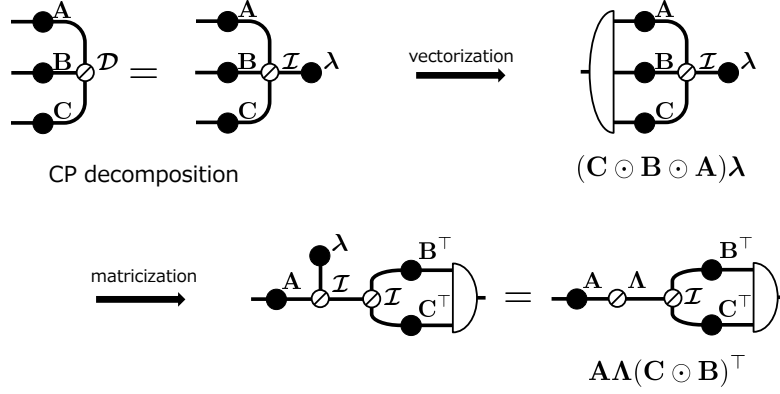 A
B 𝒟 = B ℐ λ vectorization B ℐ λ
C
A
C
A
C
CP decomposition
(C ⊙ B ⊙ A)λ
matricization
A λ ℐ ℐ B⊤ C⊤ = A Λ ℐ B⊤ C⊤
AΛ(C ⊙ B)⊤